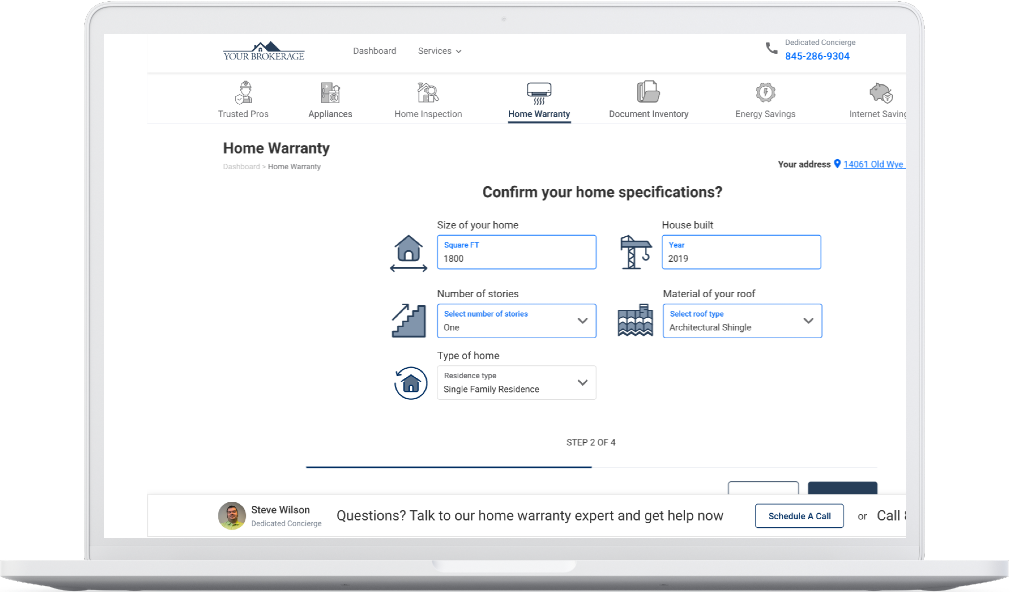 YOUR BROKERAGE
Dashboard
Services
Dedicated Concierge
845-286-9304
Trusted Pros
Appliances
Home Inspection
Home Warranty
Document Inventory
Energy Savings
Internet Saving
Home Warranty
Dashboard > Home Warranty
Your address 14061 Old Wye
Confirm your home specifications?
Size of your home
Square FT
1800
House built
Year
2019
Number of stories
Select number of stories
One
Material of your roof
Select roof type
Architectural Shingle
Type of home
Residence type
Single Family Residence
STEP 2 OF 4
Steve Wilson
Dedicated Concierge
Questions? Talk to our home warranty expert and get help now
Schedule A Call
or
Call